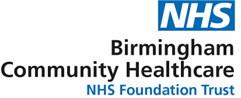 NHS
Birmingham
Community Healthcare
NHS Foundation Trust